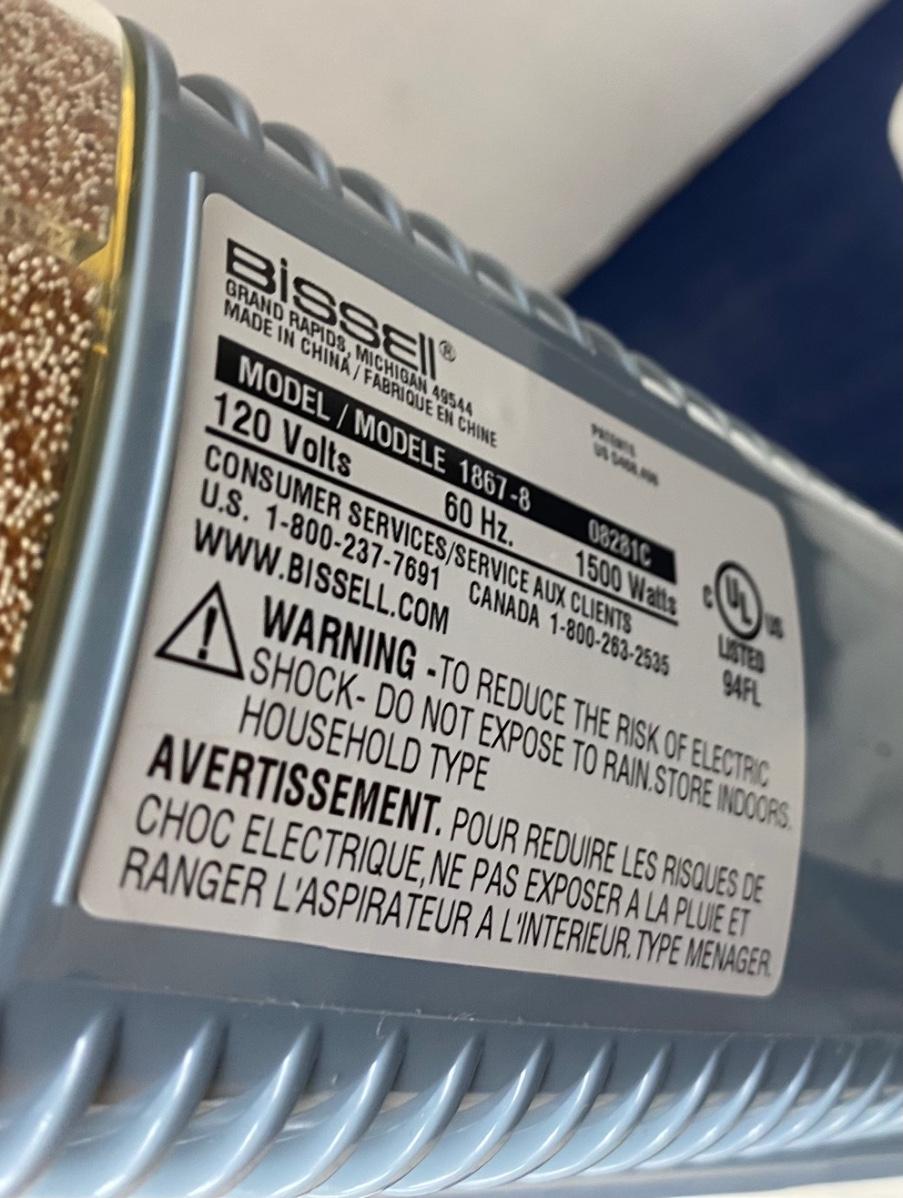 BISSELL®
GRAND RAPIDS, MICHIGAN 49544
MADE IN CHINA / FABRIQUE EN CHINE
PATENTS
US
MODEL / MODELE 1867-8 08281C
120 Volts 60 Hz. 1500 Watts
CONSUMER SERVICES/SERVICE AUX CLIENTS
U.S. 1-800-237-7691 CANADA 1-800-263-2535
WWW.BISSELL.COM
C UL US
LISTED
94FL
WARNING -TO REDUCE THE RISK OF ELECTRIC
SHOCK- DO NOT EXPOSE TO RAIN.STORE INDOORS.
HOUSEHOLD TYPE
AVERTISSEMENT. POUR REDUIRE LES RISQUES DE
CHOC ELECTRIQUE,NE PAS EXPOSER A LA PLUIE ET
RANGER L'ASPIRATEUR A L'INTERIEUR.TYPE MENAGER.